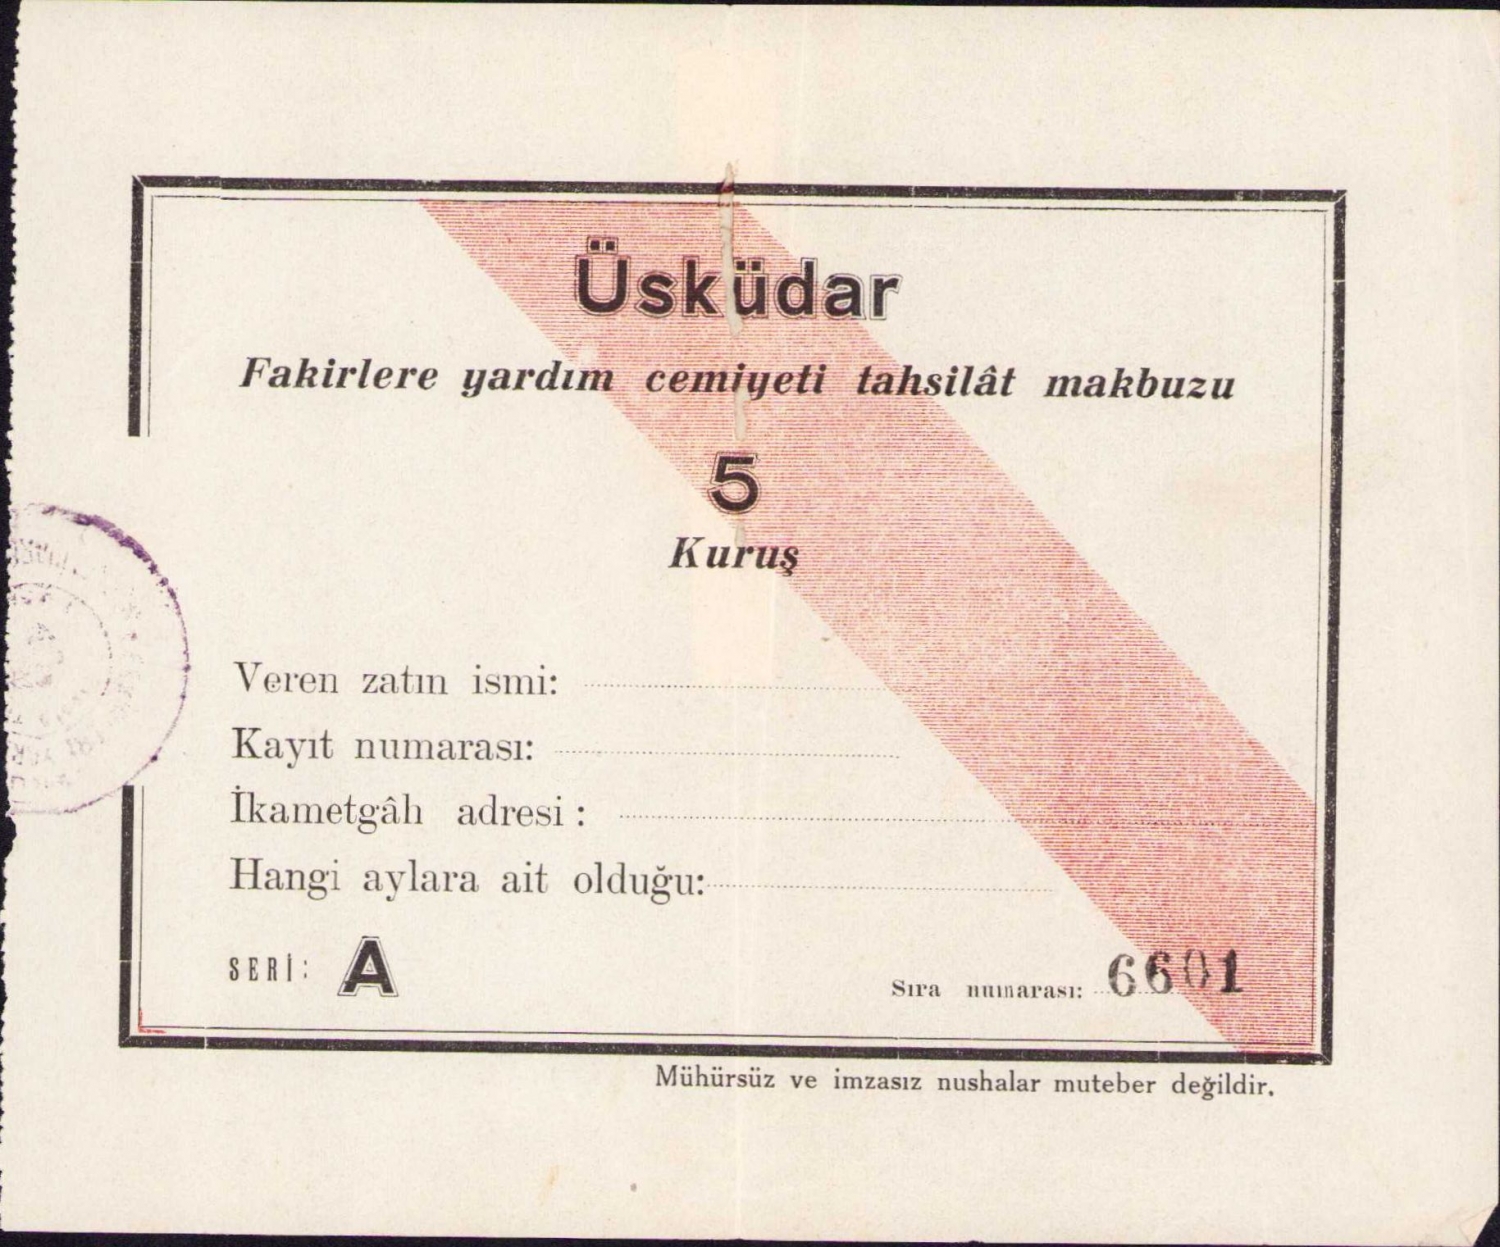 Üsküdar
Fakirlere yardım cemiyeti tahsilât makbuzu
5
Kuruş
Veren zatın ismi:
Kayıt numarası:
İkametgâh adresi :
Hangi aylara ait olduğu:
SERİ: A
Sıra numarası: 6601
Mühürsüz ve imzasız nushalar muteber değildir.